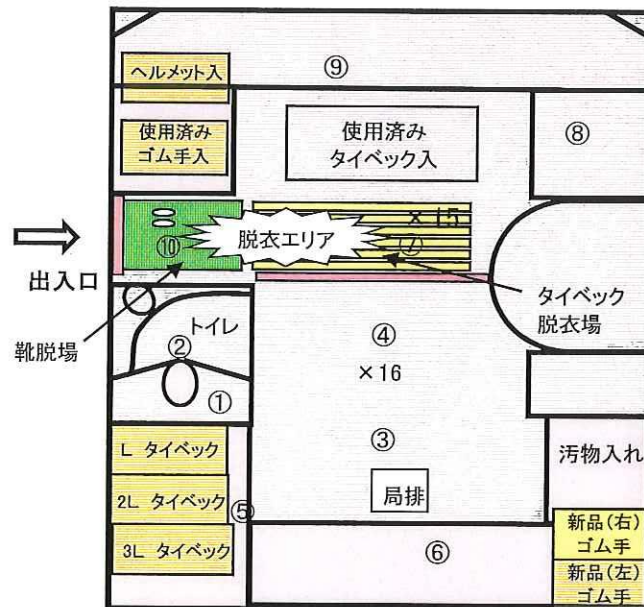 ⑨
ヘルメット入
使用済み
ゴム手入
使用済み
タイベック入
⑧
×15
⑩
脱衣エリア
⑦
出入口
タイベック
脱衣場
靴脱場
トイレ
②
④
×16
①
③
L タイベック
汚物入れ
2L タイベック
⑤
局排
3L タイベック
⑥
新品(右)
ゴム手
新品(左)
ゴム手